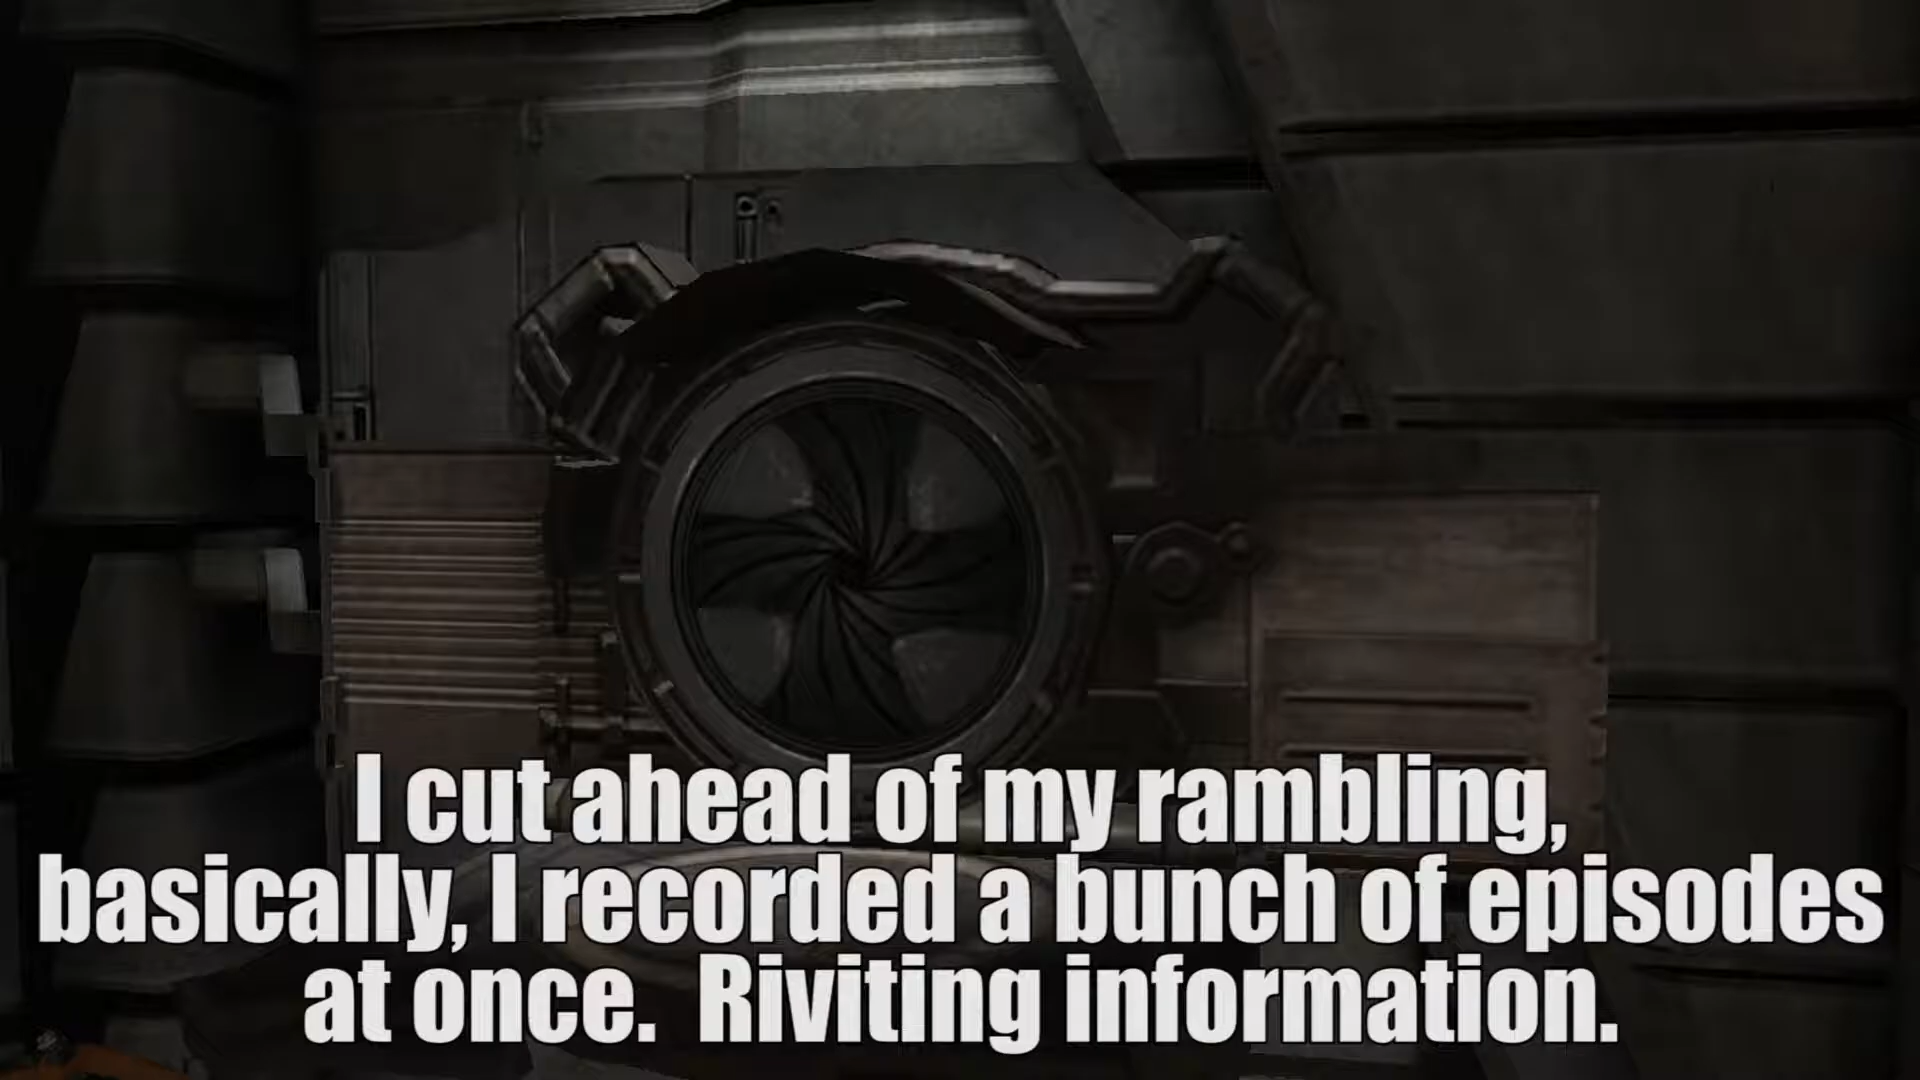 I cut ahead of my rambling,
basically, I recorded a bunch of episodes
at once.  Riviting information.